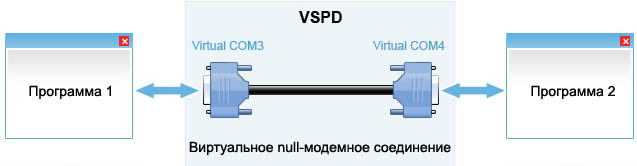 VSPD
Virtual COM3
Virtual COM4
Программа 1
Программа 2
Виртуальное null-модемное соединение